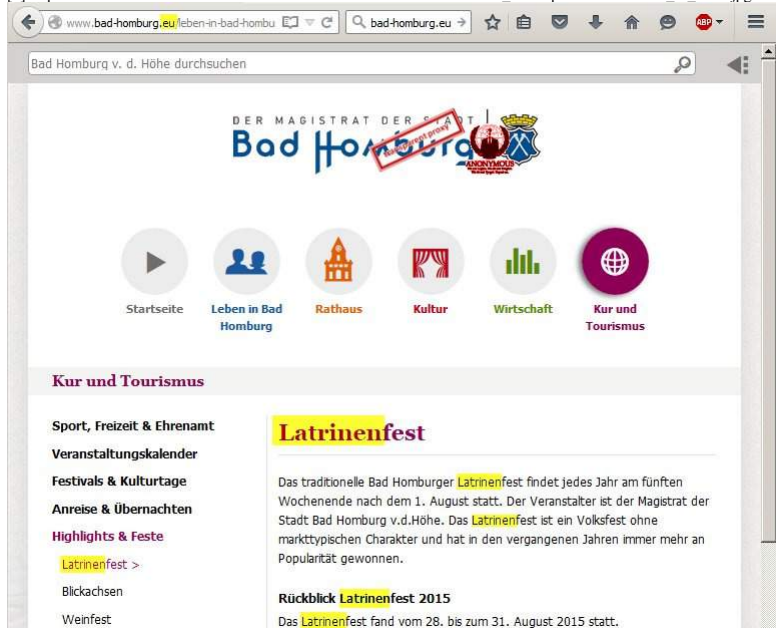 www.bad-homburg.eu/leben-in-bad-hombu
bad-homburg.eu
ABP
Bad Homburg v. d. Höhe durchsuchen
DER MAGISTRAT DER STADT
Bad Homburg
transparent proxy
ANONYMOUS
Startseite
Leben in Bad
Homburg
Rathaus
Kultur
Wirtschaft
Kur und
Tourismus
Kur und Tourismus
Sport, Freizeit & Ehrenamt
Veranstaltungskalender
Festivals & Kulturtage
Anreise & Übernachten
Highlights & Feste
Latrinenfest >
Blickachsen
Weinfest
Latrinenfest
Das traditionelle Bad Homburger Latrinenfest findet jedes Jahr am fünften
Wochenende nach dem 1. August statt. Der Veranstalter ist der Magistrat der
Stadt Bad Homburg v.d.Höhe. Das Latrinenfest ist ein Volksfest ohne
markttypischen Charakter und hat in den vergangenen Jahren immer mehr an
Popularität gewonnen.
Rückblick Latrinenfest 2015
Das Latrinenfest fand vom 28. bis zum 31. August 2015 statt.